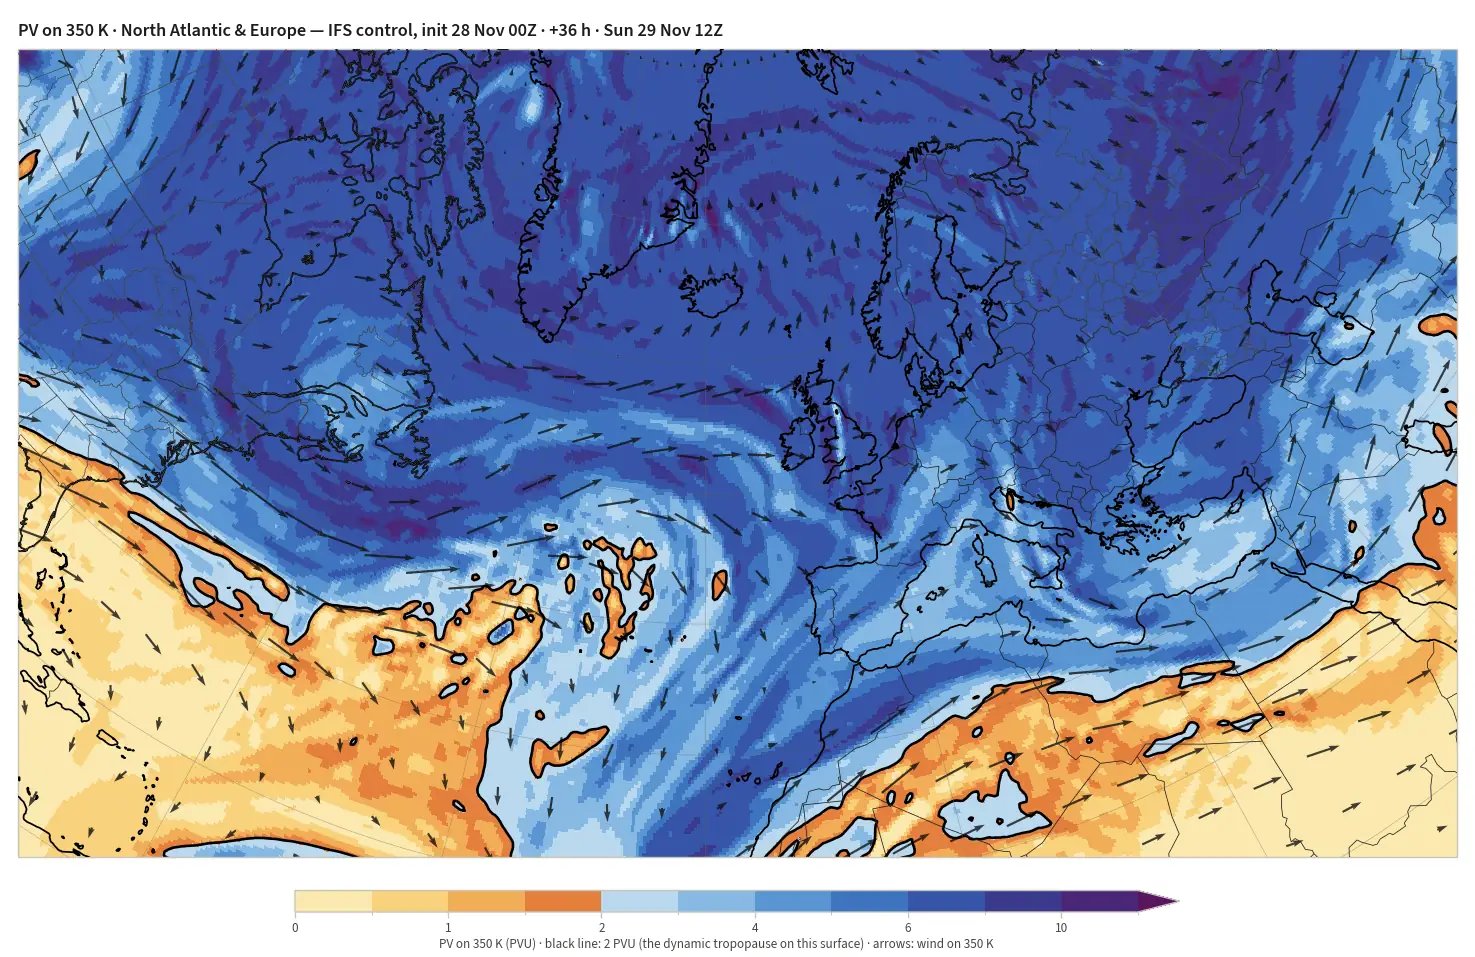 PV on 350 K · North Atlantic & Europe — IFS control, init 28 Nov 00Z · +36 h · Sun 29 Nov 12Z
0 1 2 4 6 10
PV on 350 K (PVU) · black line: 2 PVU (the dynamic tropopause on this surface) · arrows: wind on 350 K